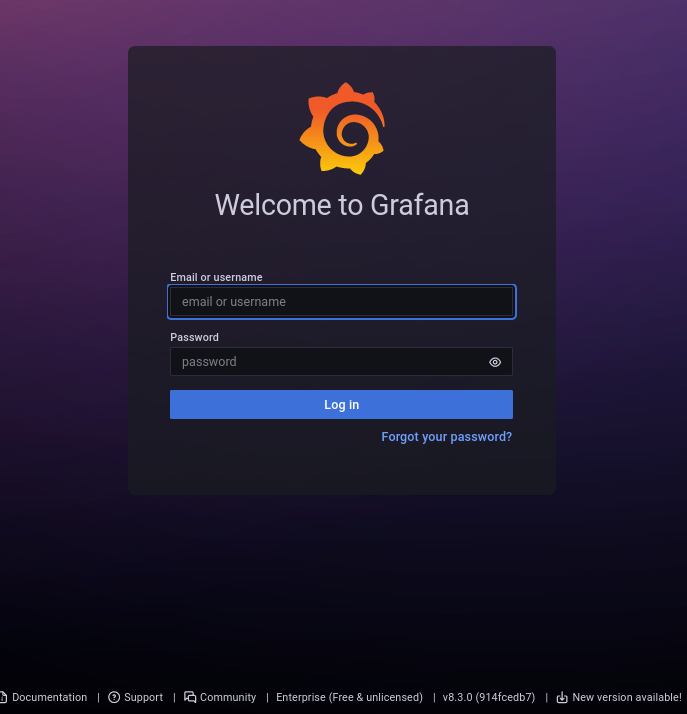 Welcome to Grafana
Email or username
email or username
Password
password
Log in
Forgot your password?
Documentation | Support | Community | Enterprise (Free & unlicensed) | v8.3.0 (914fcedb7) | New version available!